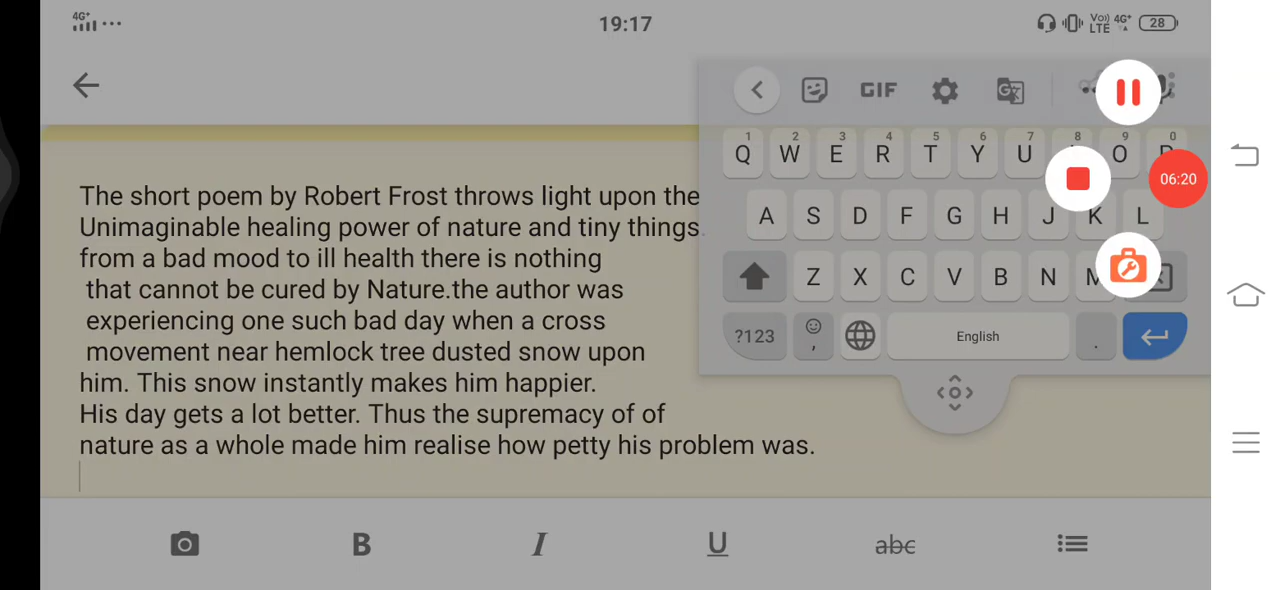 4G+ ...
19:17
Vo)) LTE 4G+ 28
GIF
1 2 3 4 5 6 7 8 9 0
Q W E R T Y U O
06:20
A S D F G H J K L
Z X C V B N M
?123 , English .
The short poem by Robert Frost throws light upon the
Unimaginable healing power of nature and tiny things.
from a bad mood to ill health there is nothing
that cannot be cured by Nature.the author was
experiencing one such bad day when a cross
movement near hemlock tree dusted snow upon
him. This snow instantly makes him happier.
His day gets a lot better. Thus the supremacy of of
nature as a whole made him realise how petty his problem was.
B I U abc